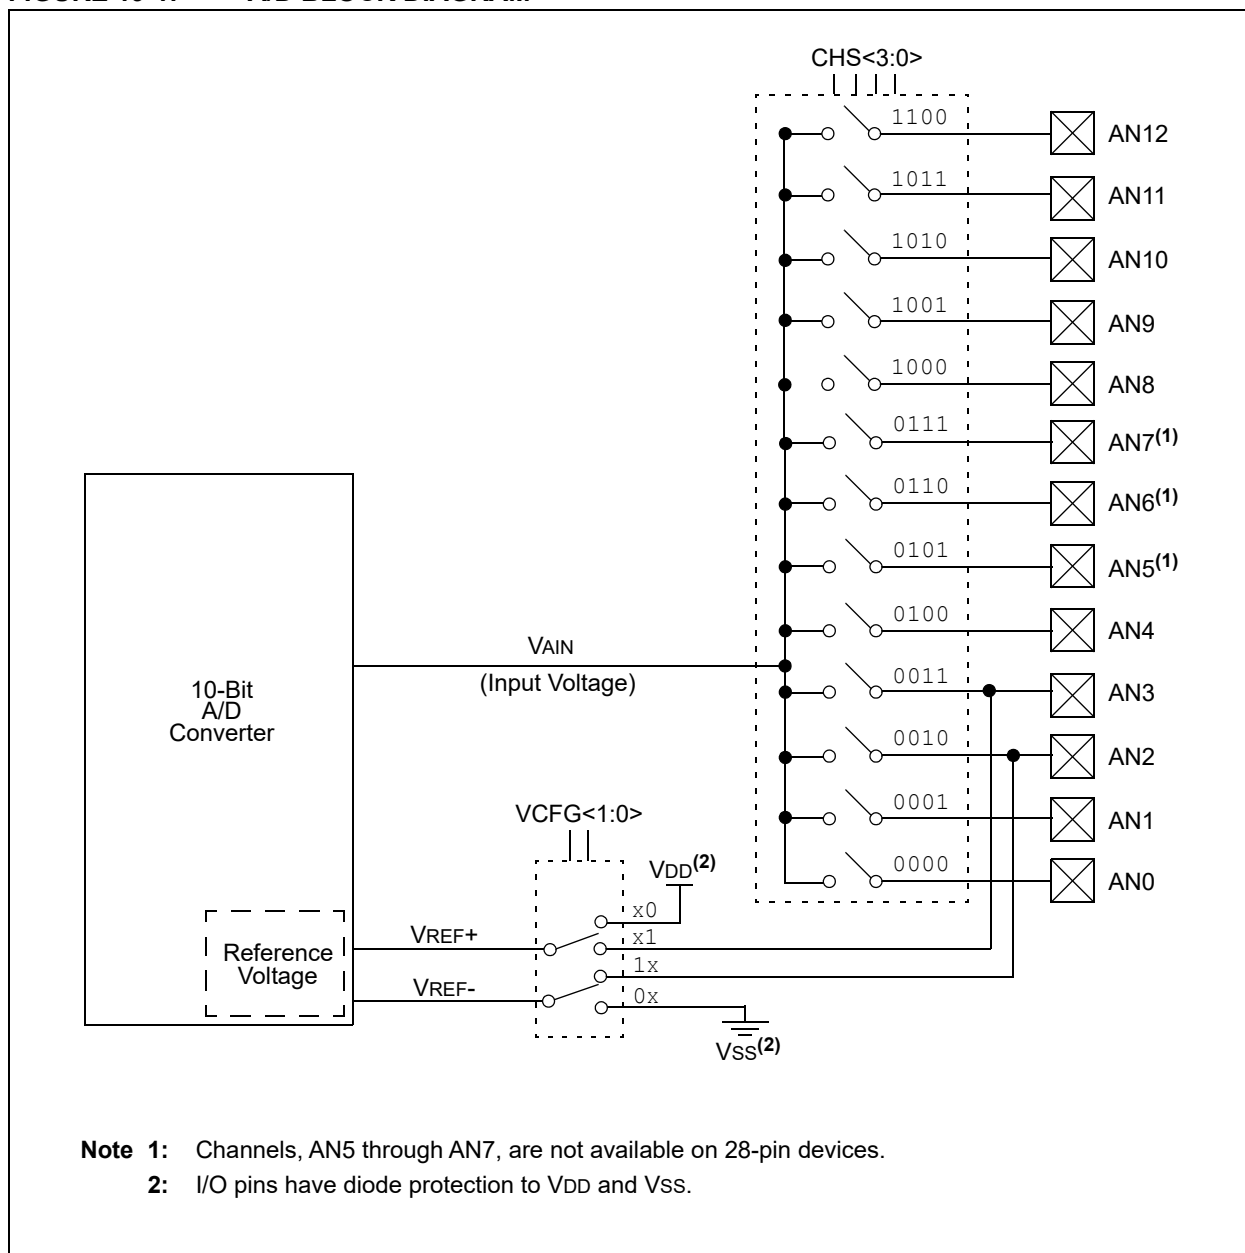 CHS<3:0>
1100
AN12
1011
AN11
1010
AN10
1001
AN9
1000
AN8
0111
AN7(1)
0110
AN6(1)
0101
AN5(1)
0100
AN4
VAIN
(Input Voltage)
0011
AN3
10-Bit
A/D
Converter
0010
AN2
0001
AN1
VCFG<1:0>
0000
AN0
VDD(2)
x0
VREF+
x1
Reference
Voltage
1x
VREF-
0x
VSS(2)
Note 1: Channels, AN5 through AN7, are not available on 28-pin devices.
2: I/O pins have diode protection to VDD and VSS.